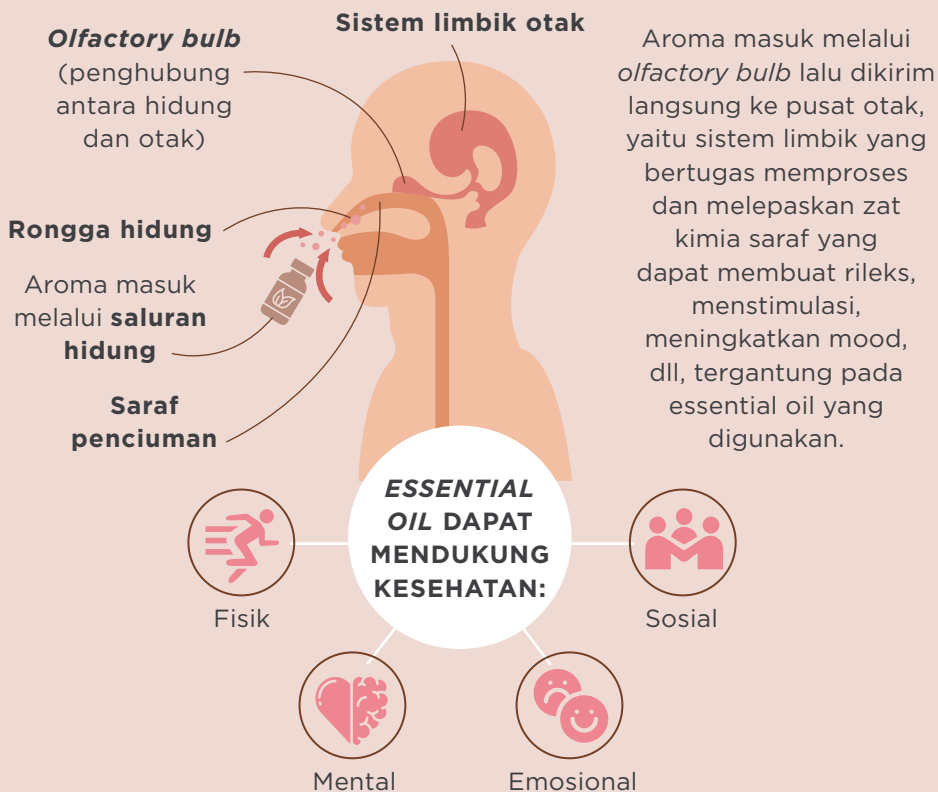 Olfactory bulb
(penghubung
antara hidung
dan otak)
Sistem limbik otak
Rongga hidung
Aroma masuk
melalui saluran
hidung
Saraf
penciuman
Aroma masuk melalui
olfactory bulb lalu dikirim
langsung ke pusat otak,
yaitu sistem limbik yang
bertugas memproses
dan melepaskan zat
kimia saraf yang
dapat membuat rileks,
menstimulasi,
meningkatkan mood,
dll, tergantung pada
essential oil yang
digunakan.
ESSENTIAL
OIL DAPAT
MENDUKUNG
KESEHATAN:
Fisik
Mental
Emosional
Sosial